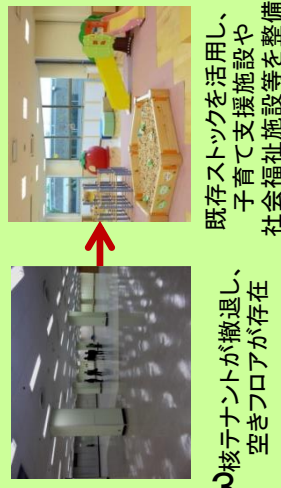 核テナントが撤退し、
空きフロアが存在
既存ストックを活用し、
子育て支援施設や
社会福祉施設等を整備